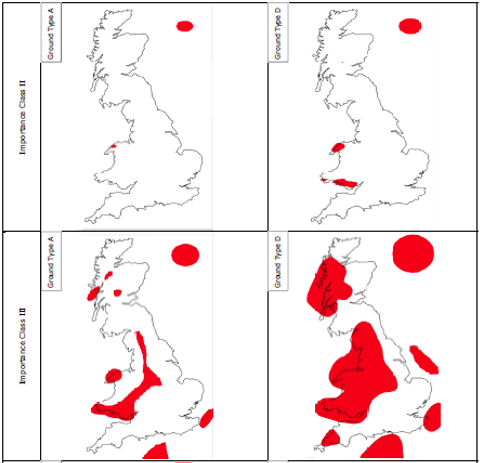 Importance Class II
Ground Type A
Ground Type D
Importance Class III
Ground Type A
Ground Type D